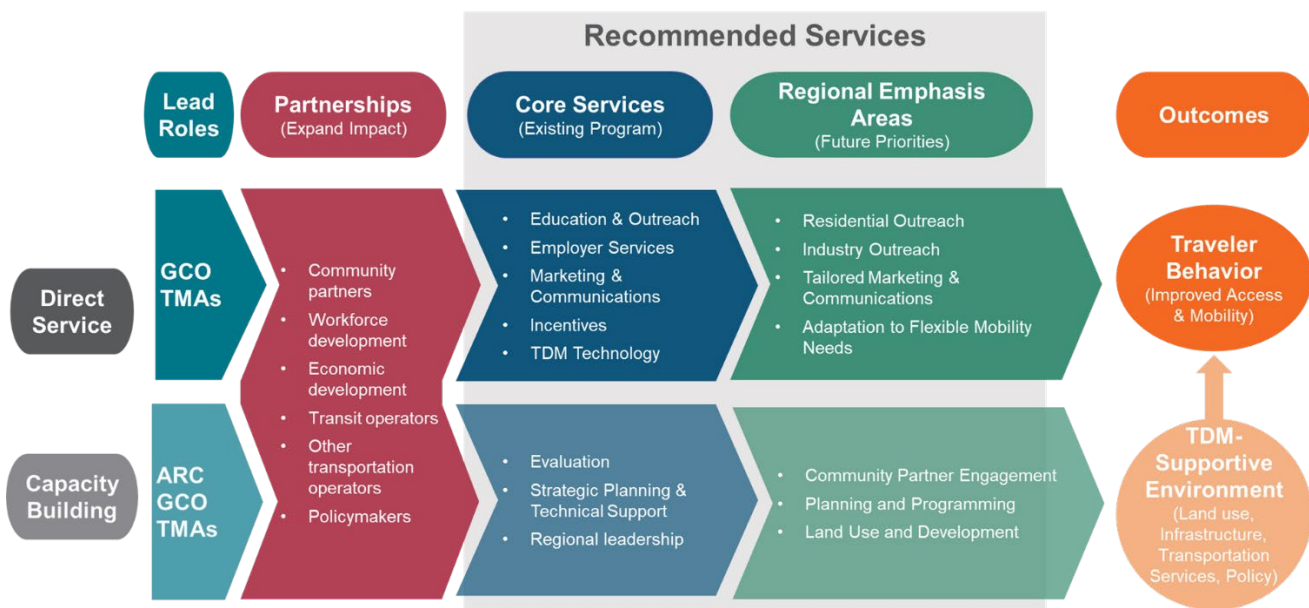 Recommended Services
Lead
Roles
Partnerships
(Expand Impact)
Core Services
(Existing Program)
Regional Emphasis
Areas
(Future Priorities)
Outcomes
Direct
Service
GCO
TMAs
• Community
partners
• Workforce
development
• Economic
development
• Transit operators
• Other
transportation
operators
• Policymakers
• Education & Outreach
• Employer Services
• Marketing &
Communications
• Incentives
• TDM Technology
• Residential Outreach
• Industry Outreach
• Tailored Marketing &
Communications
• Adaptation to Flexible Mobility
Needs
Traveler
Behavior
(Improved Access
& Mobility)
Capacity
Building
ARC
GCO
TMAs
• Evaluation
• Strategic Planning &
Technical Support
• Regional leadership
• Community Partner Engagement
• Planning and Programming
• Land Use and Development
TDM-
Supportive
Environment
(Land use,
Infrastructure,
Transportation
Services, Policy)